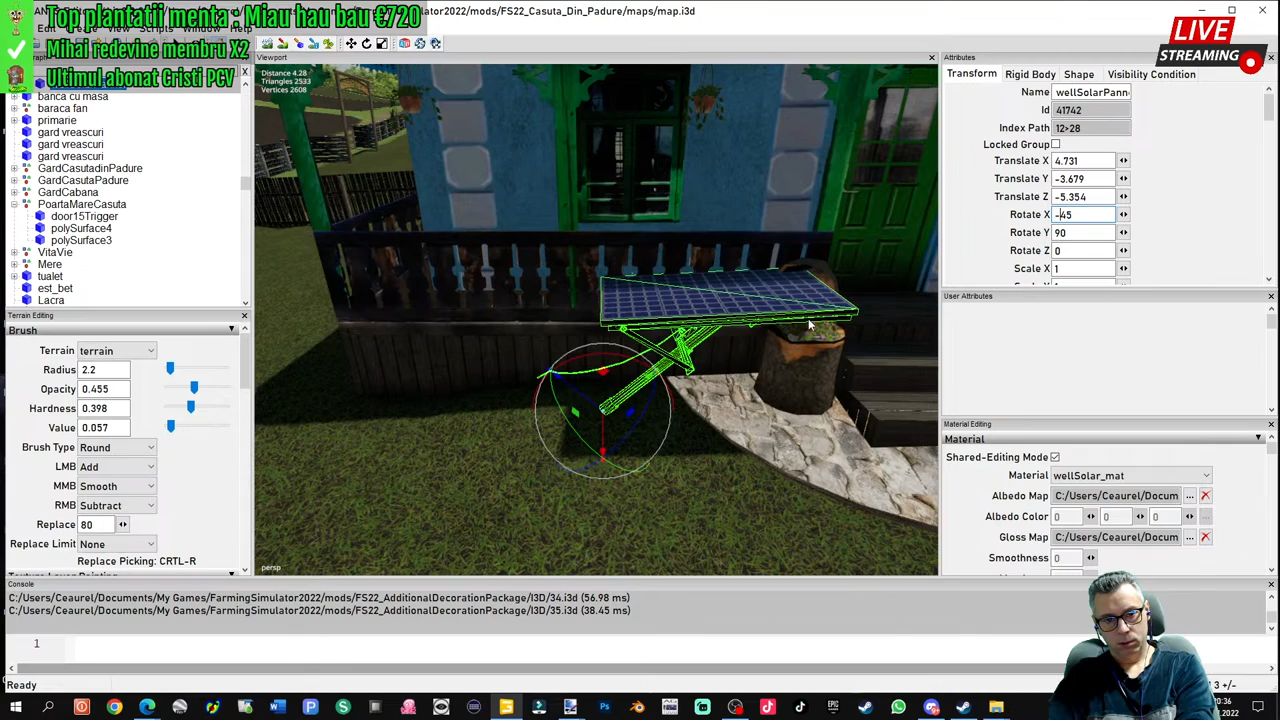 Top plantatii menta : Miau hau bau €720
Mihai redevine membru X2
Ultimul abonat Cristi PCV
Simulator2022/mods/FS22_Casuta_Din_Padure/maps/map.i3d
LIVE
STREAMING
Viewport
Attributes
Transform
Rigid Body
Shape
Visibility Condition
Distance 4.28
Triangles 2533
Vertices 2608
banca cu masa
baraca fan
primarie
gard vreascuri
gard vreascuri
gard vreascuri
GardCasutadinPadure
GardCasutaPadure
GardCabana
PoartaMareCasuta
door15Trigger
polySurface4
polySurface3
VitaVie
Mere
tualet
est_bet
Lacra
Name wellSolarPann
Id 41742
Index Path 12>28
Locked Group
Translate X 4.731
Translate Y -3.679
Translate Z -5.354
Rotate X -45
Rotate Y 90
Rotate Z 0
Scale X 1
User Attributes
Terrain Editing
Brush
Terrain terrain
Radius 2.2
Opacity 0.455
Hardness 0.398
Value 0.057
Brush Type Round
LMB Add
MMB Smooth
RMB Subtract
Replace 80
Replace Limit None
Replace Picking: CRTL-R
persp
Material Editing
Material
Shared-Editing Mode
Material wellSolar_mat
Albedo Map C:/Users/Ceaurel/Docum ...
Albedo Color 0 0 0
Gloss Map C:/Users/Ceaurel/Docum ...
Smoothness 0
Console
C:/Users/Ceaurel/Documents/My Games/FarmingSimulator2022/mods/FS22_AdditionalDecorationPackage/I3D/34.i3d (56.98 ms)
C:/Users/Ceaurel/Documents/My Games/FarmingSimulator2022/mods/FS22_AdditionalDecorationPackage/I3D/35.i3d (38.45 ms)
1
Ready